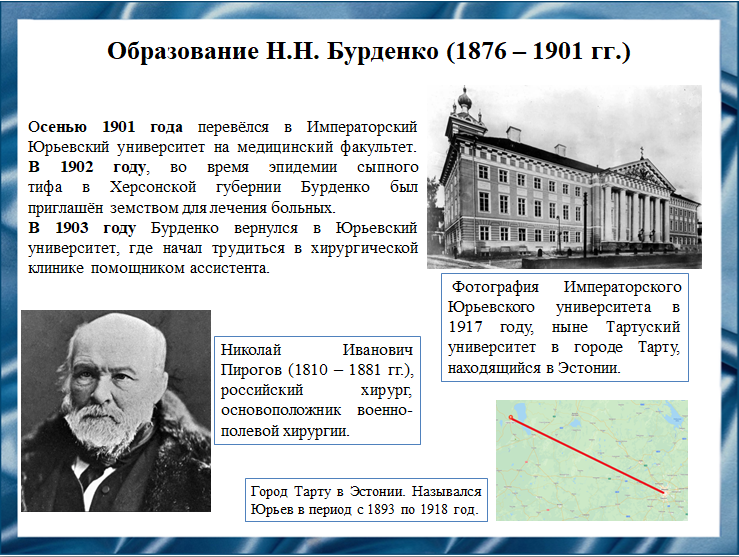 Образование Н.Н. Бурденко (1876 – 1901 гг.)
Осенью 1901 года перевёлся в Императорский
Юрьевский университет на медицинский факультет.
В 1902 году, во время эпидемии сыпного
тифа в Херсонской губернии Бурденко был
приглашён земством для лечения больных.
В 1903 году Бурденко вернулся в Юрьевский
университет, где начал трудиться в хирургической
клинике помощником ассистента.
Фотография Императорского
Юрьевского университета в
1917 году, ныне Тартуский
университет в городе Тарту,
находящийся в Эстонии.
Николай Иванович
Пирогов (1810 – 1881 гг.),
российский хирург,
основоположник военно-
полевой хирургии.
Город Тарту в Эстонии. Назывался
Юрьев в период с 1893 по 1918 год.